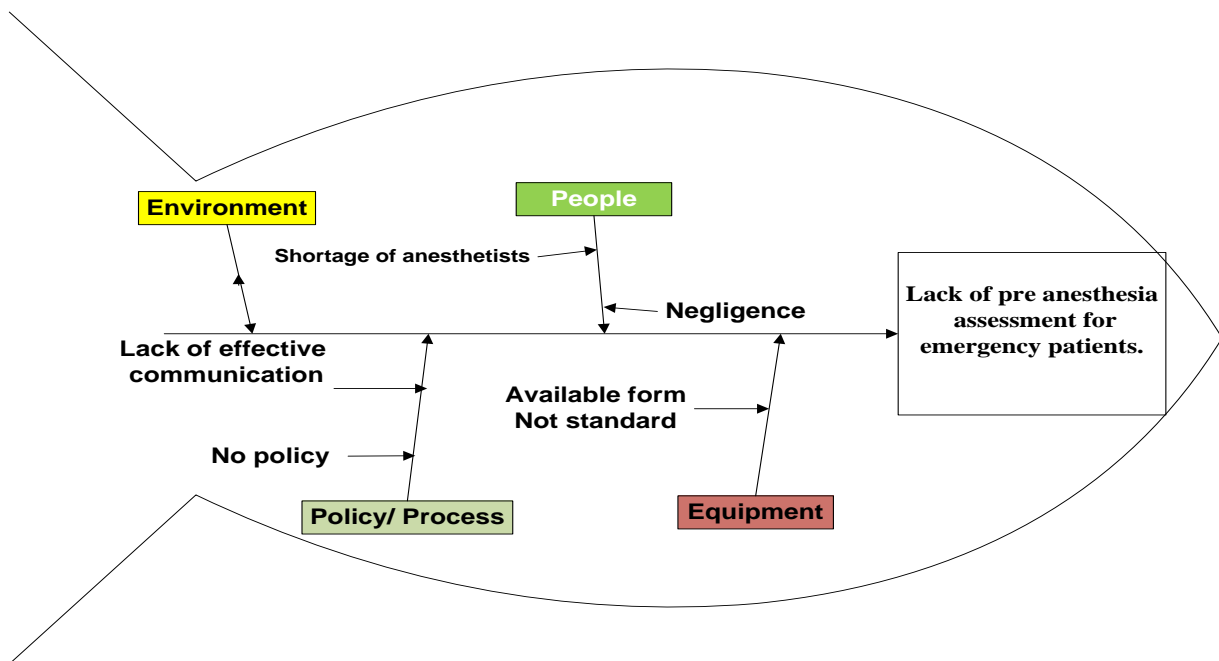 Environment
People
Shortage of anesthetists
Negligence
Lack of pre anesthesia
assessment for
emergency patients.
Lack of effective
communication
Available form
Not standard
No policy
Policy/ Process
Equipment